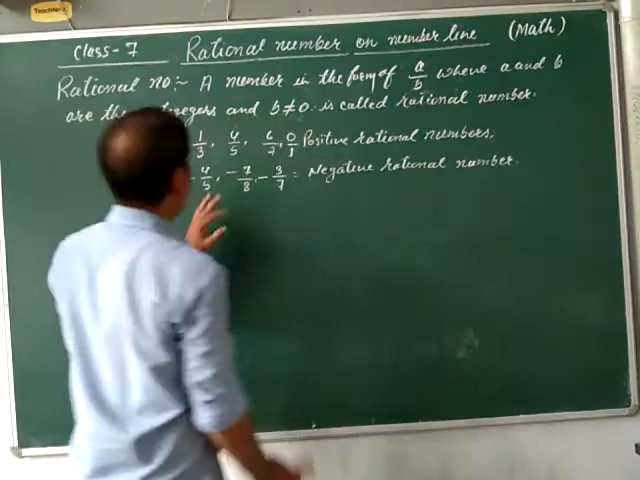 TeachNext
Class-7 Rational number on number line (Math)
Rational no:- A number in the form of a/b where a and b
are the integers and b≠0. is called rational number.
1/3, 4/5, 6/7, 0/1 Positive rational numbers,
4/5, -7/8, -3/7 : Negative rational number.